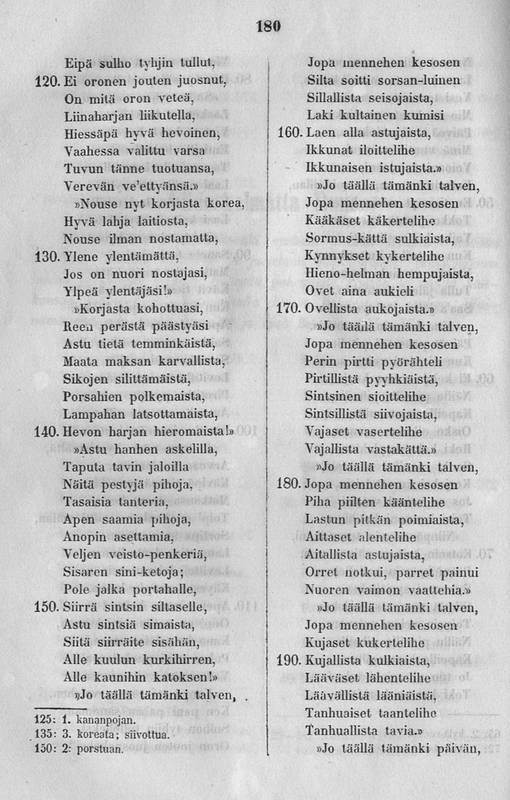 180
Eipä sulho tyhjin tullut,
120. Ei oronen jouten juosnut,
On mitä oron veteä,
Liinaharjan liikutella,
Hiessäpä hyvä hevoinen,
Vaahessa valittu varsa
Tuvun tänne tuotuansa,
Verevän ve'ettyänsä.»
»Nouse nyt korjasta korea,
Hyvä lahja laitiosta,
Nouse ilman nostamatta,
130. Ylene ylentämättä,
Jos on nuori nostajasi,
Ylpeä ylentäjäsi!»
»Korjasta kohottuasi,
Reen perästä päästyäsi
Astu tietä temminkäistä,
Maata maksan karvallista,
Sikojen silittämäistä,
Porsahien polkemaista,
Lampahan latsottamaista,
140. Hevon harjan hieromaista!»
»Astu hanhen askelilla,
Taputa tavin jaloilla
Näitä pestyjä pihoja,
Tasaisia tanteria,
Apen saamia pihoja,
Anopin asettamia,
Veljen veisto-penkeriä,
Sisaren sini-ketoja;
Pole jalka portahalle,
150. Siirrä sintsin siltaselle,
Astu sintsiä simaista,
Siitä siirräite sisähän,
Alle kuulun kurkihirren,
Alle kaunihin katoksen!»
»Jo täällä tämänki talven,
125: 1. kananpojan.
135: 3. koreata; siivottua.
150: 2: porstuan.
Jopa mennehen kesosen
Silta soitti sorsan-luinen
Sillallista seisojaista,
Laki kultainen kumisi
160. Laen alla astujaista,
Ikkunat iloittelihe
Ikkunaisen istujaista.»
»Jo täällä tämänki talven,
Jopa mennehen kesosen
Kääkäset käkertelihe
Sormus-kättä sulkiaista,
Kynnykset kykertelihe
Hieno-helman hempujaista,
Ovet aina aukieli
170. Ovellista aukojaista.»
»Jo täällä tämänki talven,
Jopa mennehen kesosen
Perin pirtti pyörähteli
Pirtillistä pyyhkiäistä,
Sintsinen sioittelihe
Sintsillistä siivojaista,
Vajaset vasertelihe
Vajallista vastakättä.»
»Jo täällä tämänki talven,
180. Jopa mennehen kesosen
Piha piilten kääntelihe
Lastun pitkän poimiaista,
Aittaset alentelihe
Aitallista astujaista,
Orret notkui, parret painui
Nuoren vaimon vaattehia.»
»Jo täällä tämänki talven,
Jopa mennehen kesosen
Kujaset kukertelihe
190. Kujallista kulkiaista,
Lääväset lähentelihe
Läävällistä lääniäistä,
Tanhuaiset taantelihe
Tanhuallista tavia.»
»Jo täällä tämänki päivän,